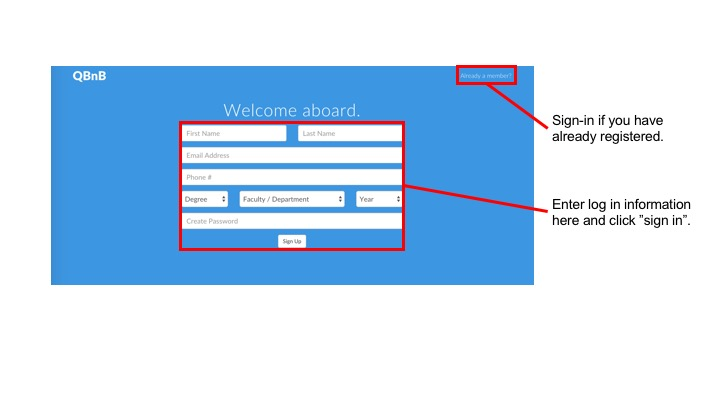 QBnB
Already a member?
Welcome aboard.
First Name Last Name
Email Address
Phone #
Degree Faculty / Department Year
Create Password
Sign Up
Sign-in if you have
already registered.
Enter log in information
here and click ”sign in”.